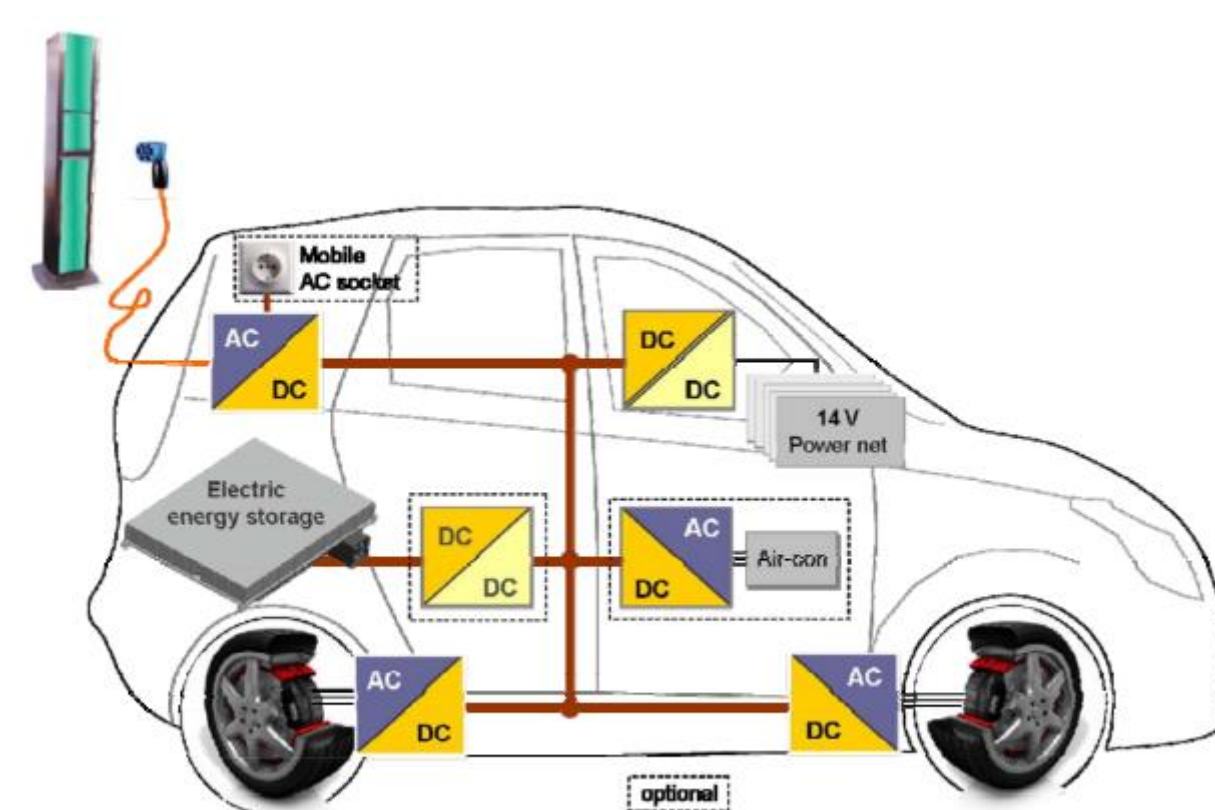 Mobile
AC socket
AC
DC
DC
DC
14 V
Power net
Electric
energy storage
DC
DC
AC
DC
Air-con
AC
DC
AC
DC
optional